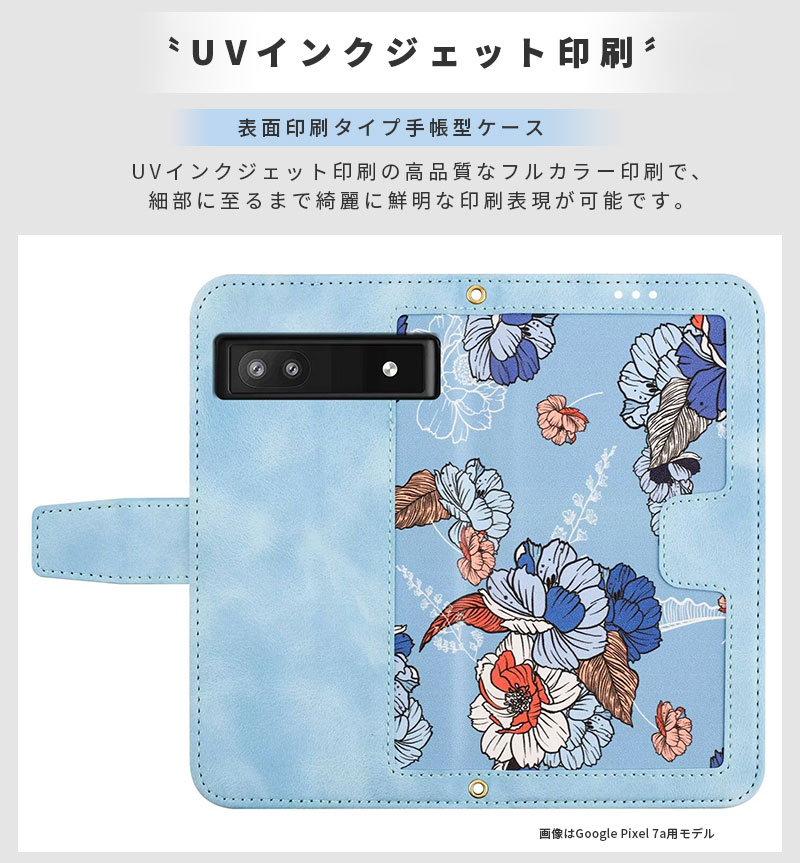 〝UVインクジェット印刷〞
表面印刷タイプ手帳型ケース
UVインクジェット印刷の高品質なフルカラー印刷で、
細部に至るまで綺麗に鮮明な印刷表現が可能です。
画像はGoogle Pixel 7a用モデル